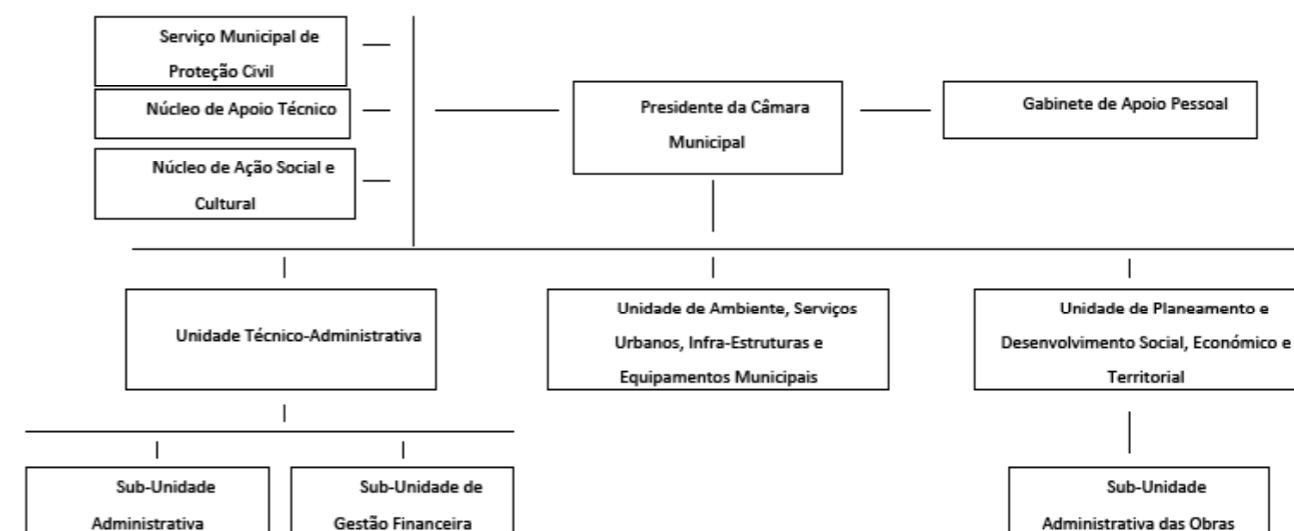 Serviço Municipal de
Proteção Civil
Núcleo de Apoio Técnico
Núcleo de Ação Social e
Cultural
Presidente da Câmara
Municipal
Gabinete de Apoio Pessoal
Unidade Técnico-Administrativa
Unidade de Ambiente, Serviços
Urbanos, Infra-Estruturas e
Equipamentos Municipais
Unidade de Planeamento e
Desenvolvimento Social, Económico e
Territorial
Sub-Unidade
Administrativa
Sub-Unidade de
Gestão Financeira
Sub-Unidade
Administrativa das Obras